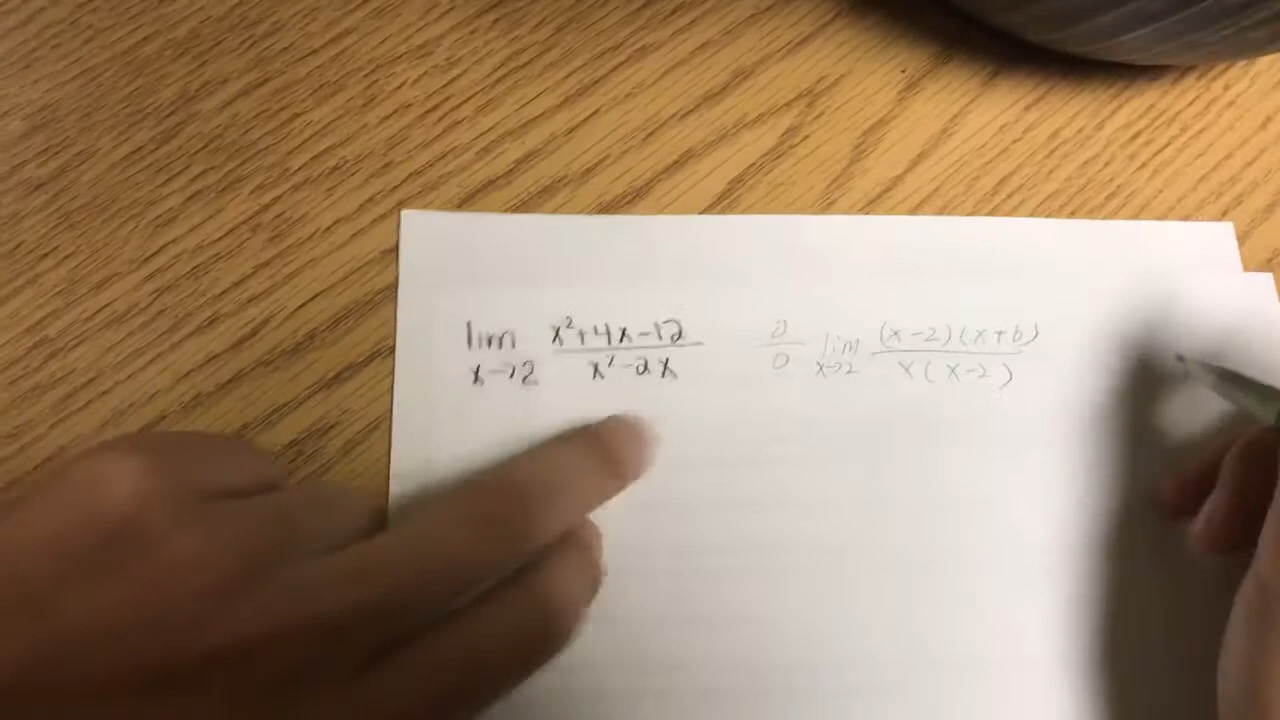 lim x→2 x²+4x-12 / x²-2x
0/0 lim x→2 (x-2)(x+6) / x(x-2)